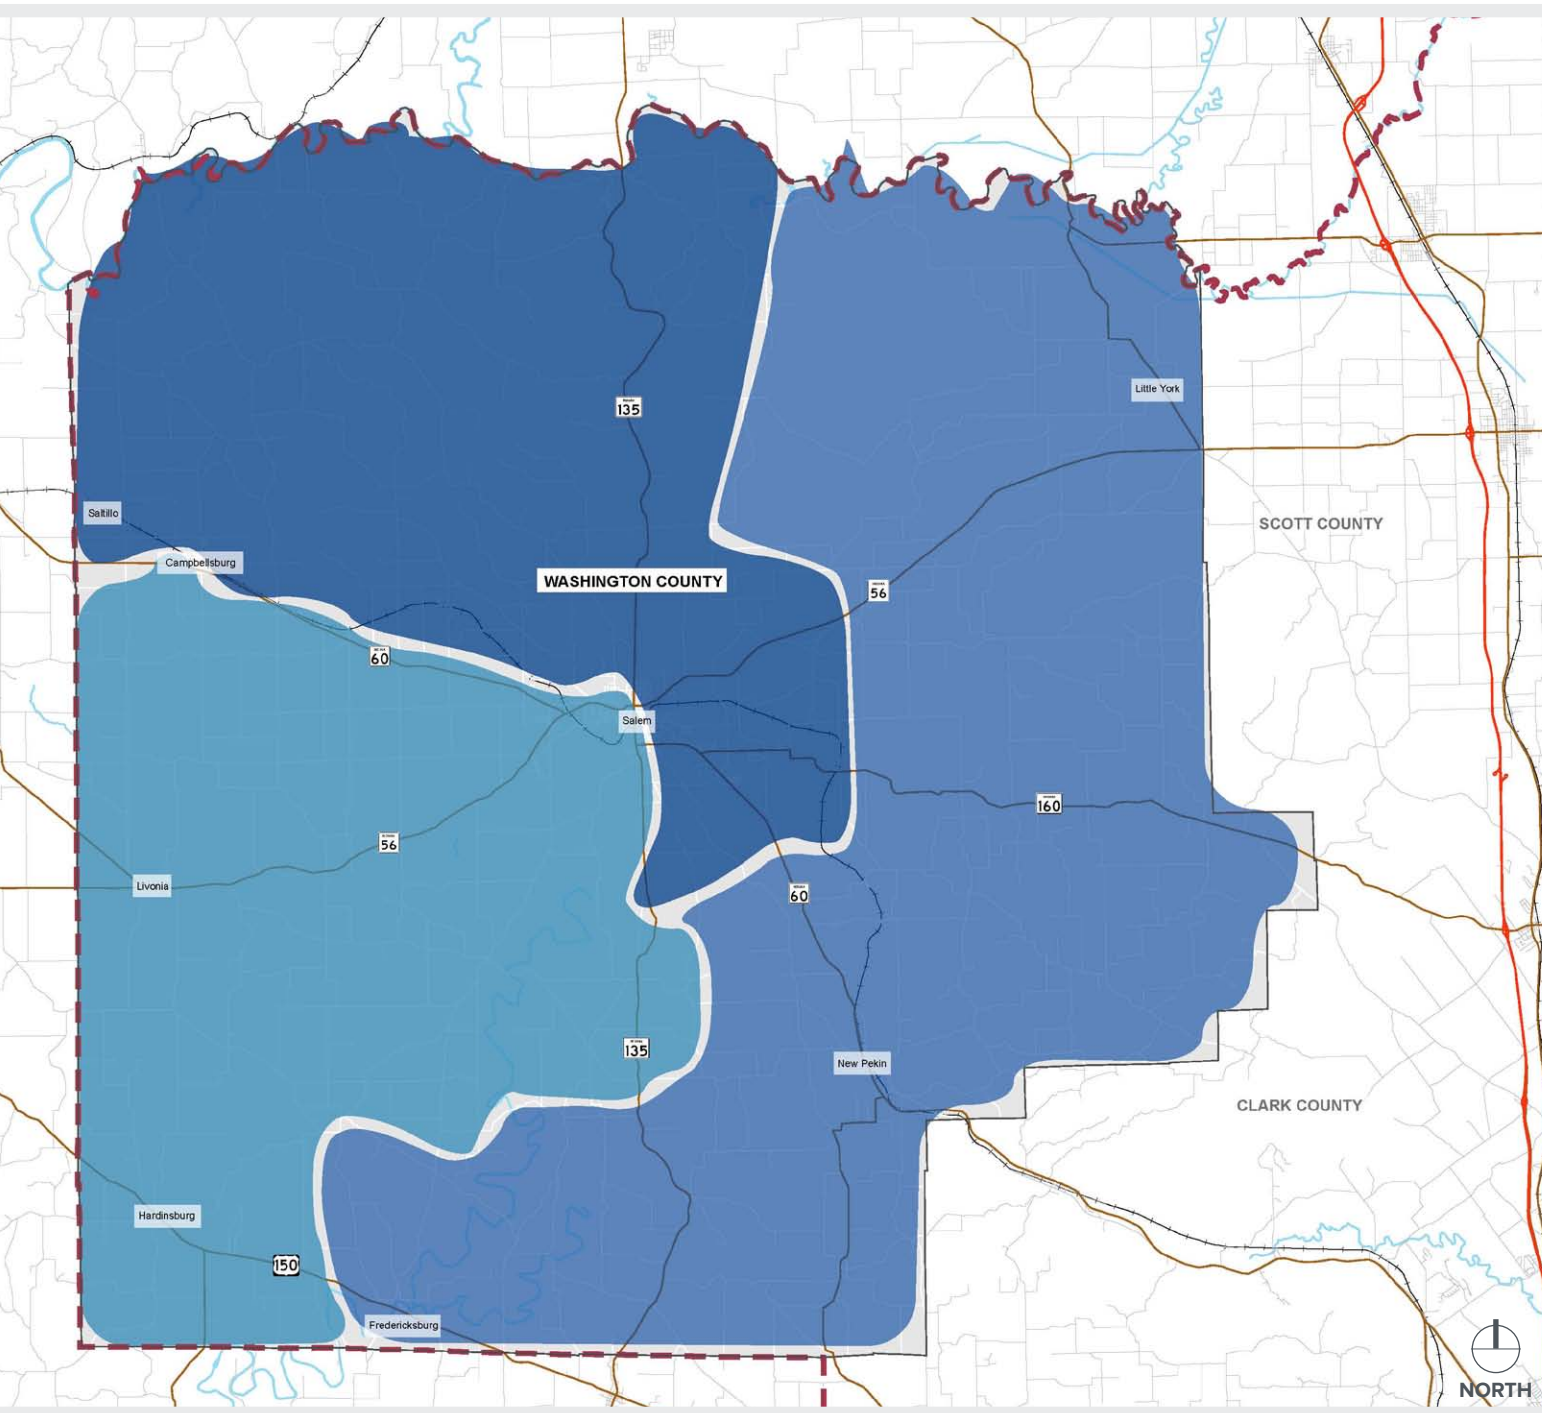 135
Little York
Saltillo
SCOTT COUNTY
Campbellsburg
WASHINGTON COUNTY
56
60
Salem
160
56
Livonia
60
135
New Pekin
CLARK COUNTY
Hardinsburg
150
Fredericksburg
NORTH